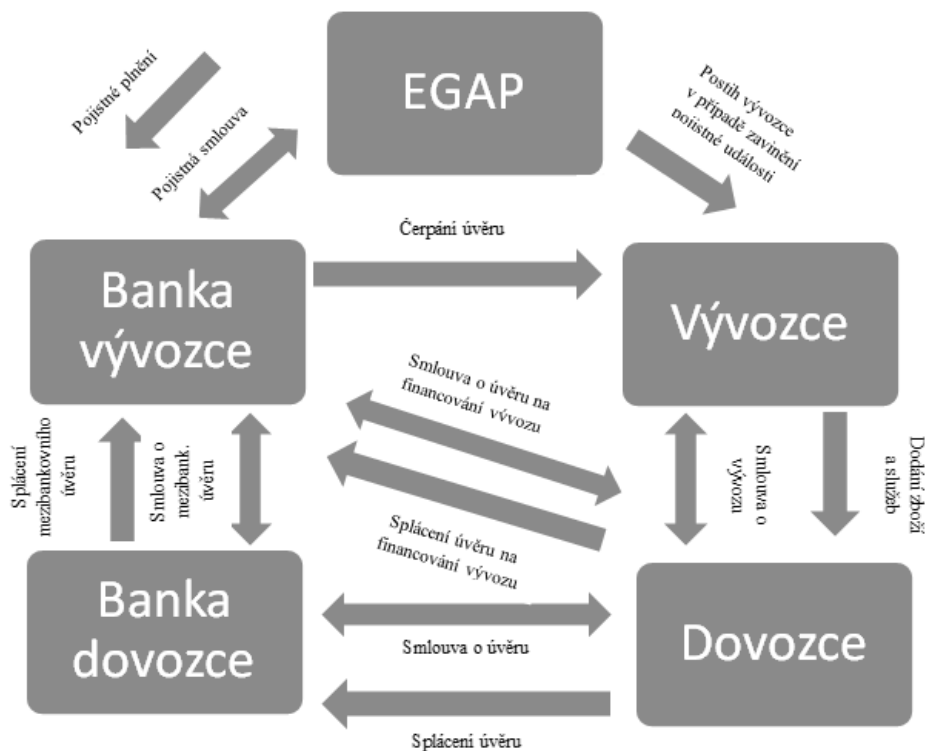 EGAP
Pojistné plnění
Pojistná smlouva
Postih vývozce
v případě zavinění
pojistné události
Čerpání úvěru
Banka
vývozce
Vývozce
Smlouva o úvěru na
financování vývozu
Splácení
mezibankovního
úvěru
Smlouva o
mezibank.
úvěru
Smlouva o
vývozu
Dodání zboží
a služeb
Splácení úvěru na
financování vývozu
Banka
dovozce
Smlouva o úvěru
Dovozce
Splácení úvěru